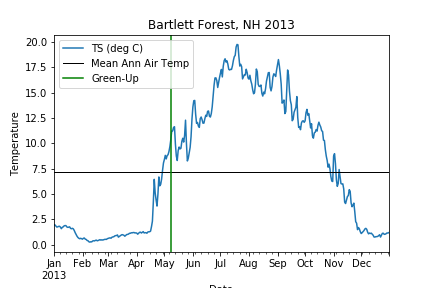 Bartlett Forest, NH 2013
TS (deg C)
Mean Ann Air Temp
Green-Up
Temperature
20.0
17.5
15.0
12.5
10.0
7.5
5.0
2.5
0.0
Jan Feb Mar Apr May Jun Jul Aug Sep Oct Nov Dec
2013